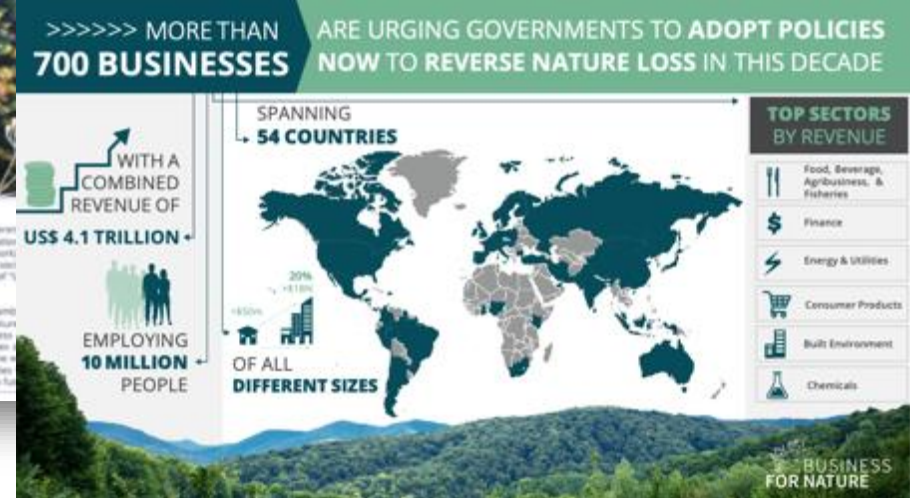 >>>>>> MORE THAN
700 BUSINESSES
ARE URGING GOVERNMENTS TO ADOPT POLICIES
NOW TO REVERSE NATURE LOSS IN THIS DECADE
WITH A
COMBINED
REVENUE OF
US$ 4.1 TRILLION
EMPLOYING
10 MILLION
PEOPLE
SPANNING
54 COUNTRIES
20%
OF ALL
DIFFERENT SIZES
TOP SECTORS
BY REVENUE
Food, Beverage,
Agribusiness, &
Fisheries
Finance
Energy & Utilities
Consumer Products
Built Environment
Chemicals
BUSINESS
FOR NATURE